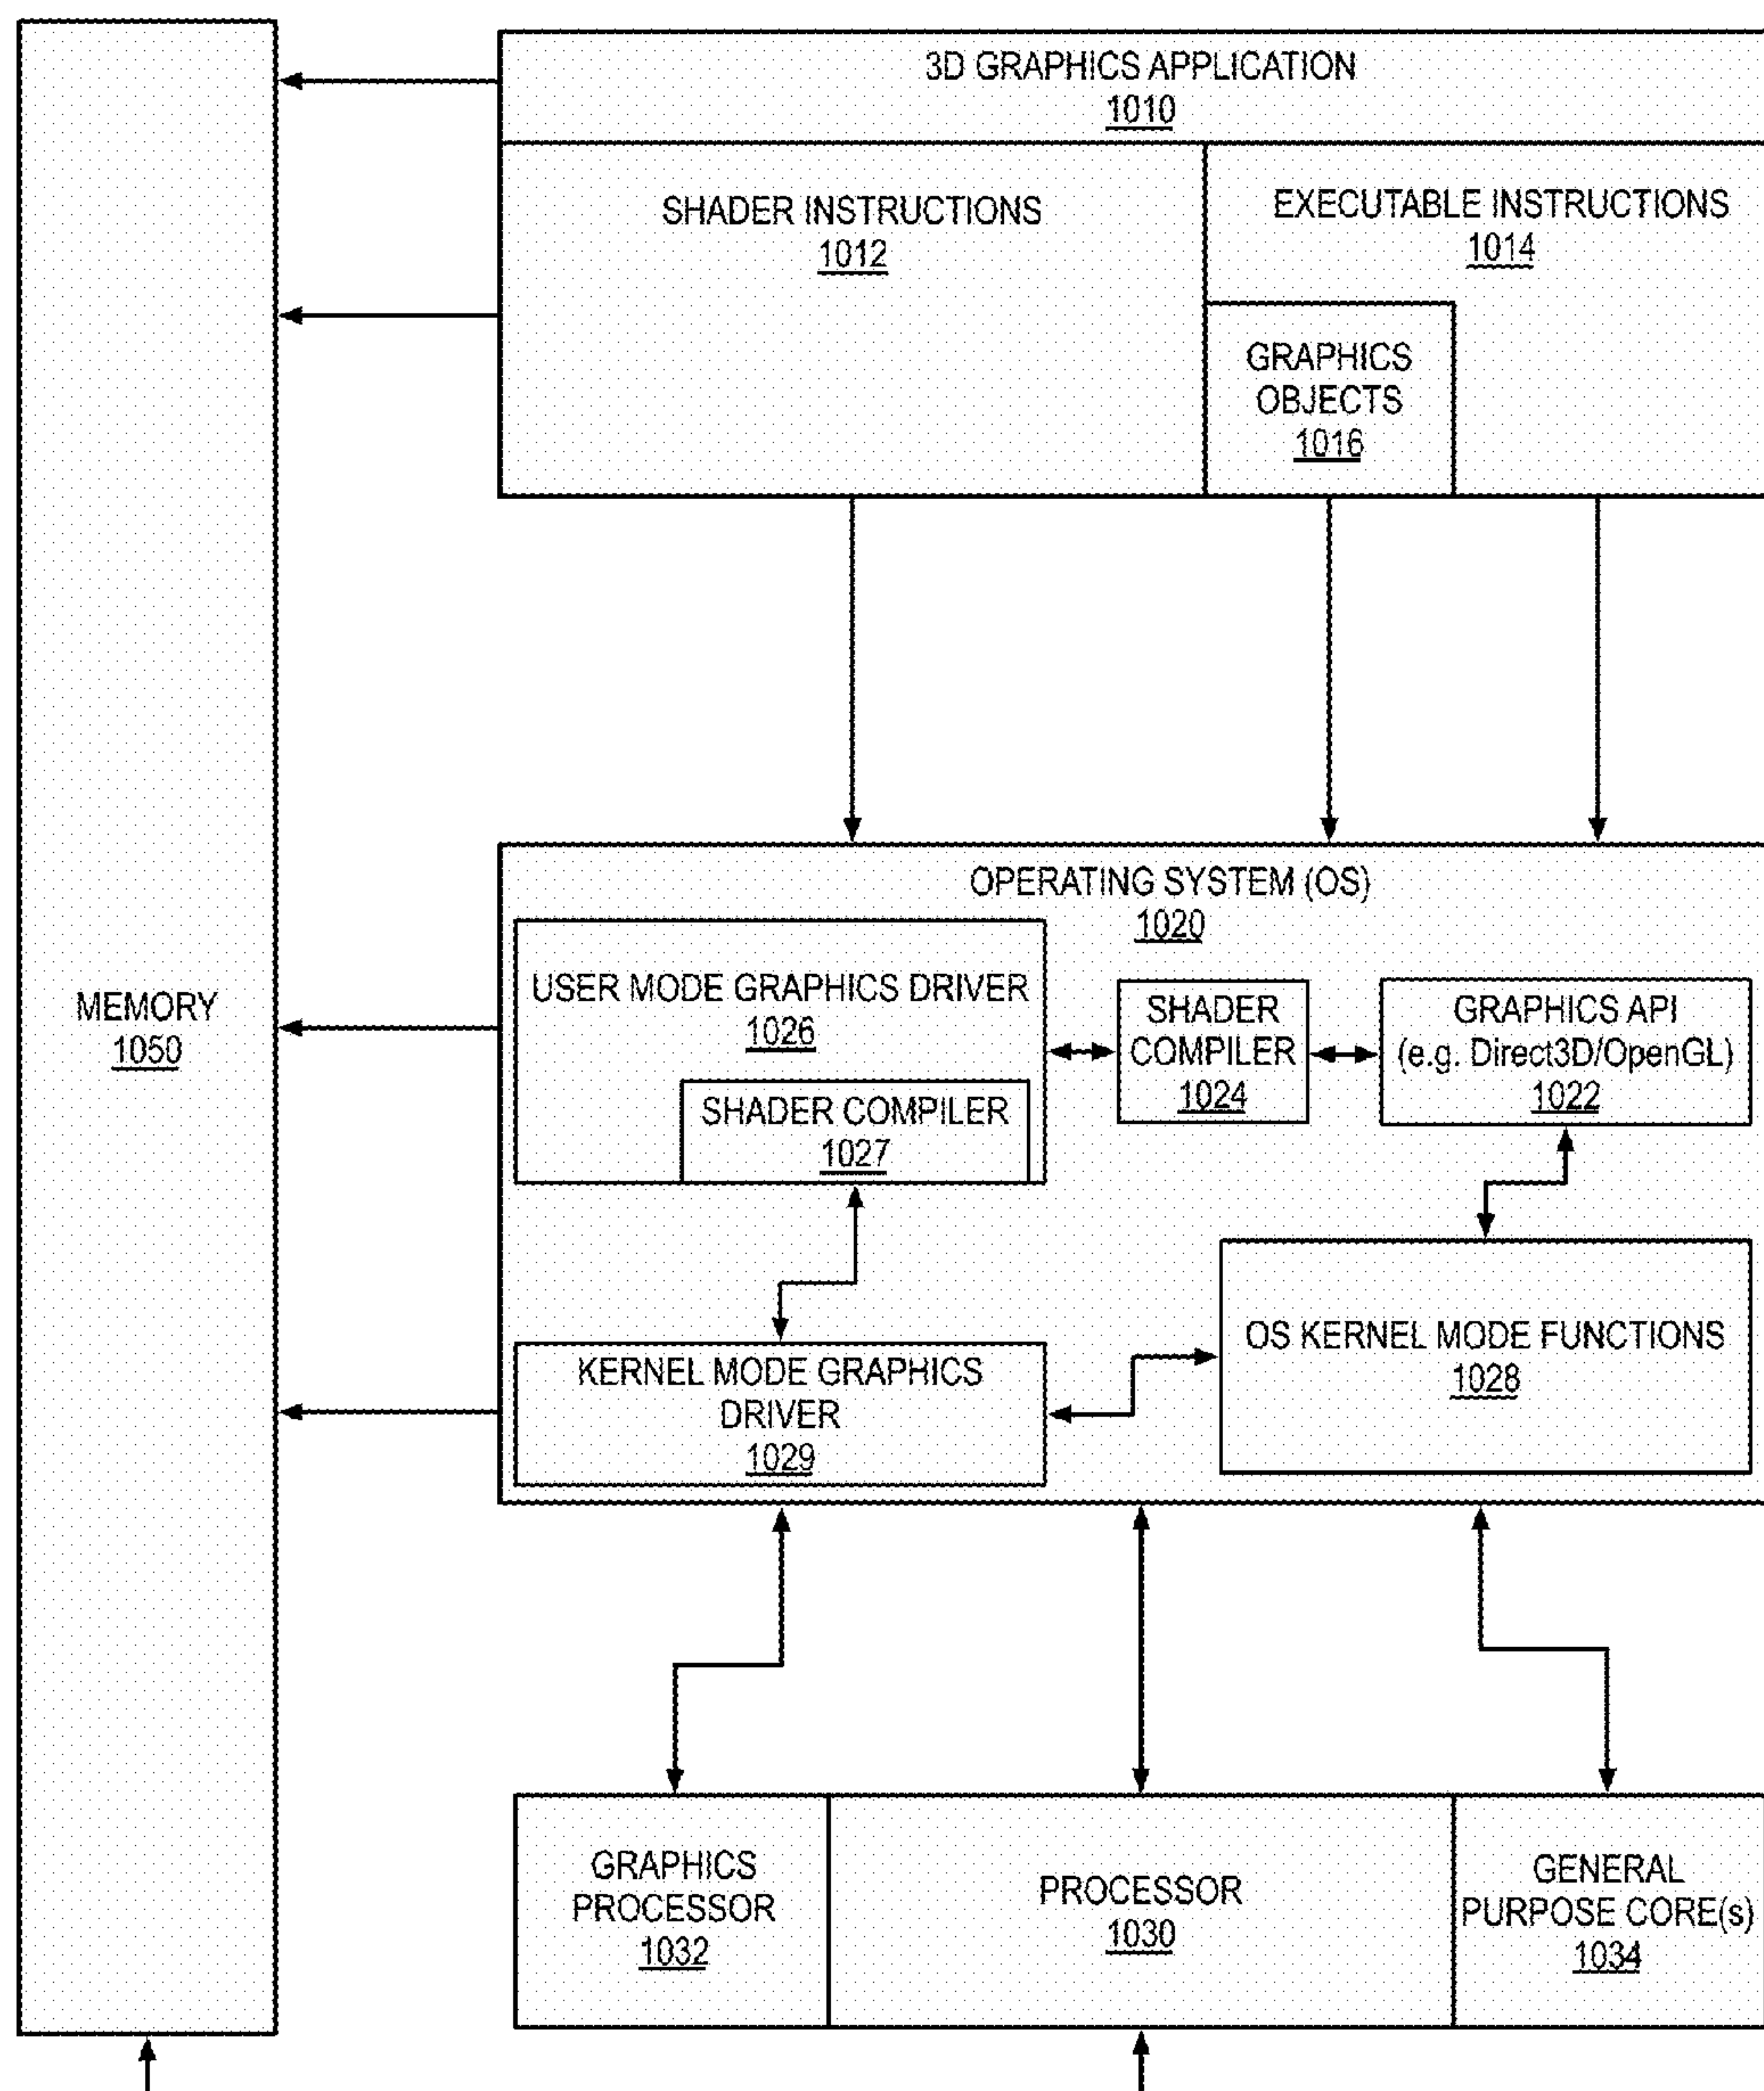 3D GRAPHICS APPLICATION
1010
SHADER INSTRUCTIONS
1012
EXECUTABLE INSTRUCTIONS
1014
GRAPHICS
OBJECTS
1016
OPERATING SYSTEM (OS)
1020
MEMORY
1050
USER MODE GRAPHICS DRIVER
1026
SHADER COMPILER
1027
SHADER
COMPILER
1024
GRAPHICS API
(e.g. Direct3D/OpenGL)
1022
KERNEL MODE GRAPHICS
DRIVER
1029
OS KERNEL MODE FUNCTIONS
1028
GRAPHICS
PROCESSOR
1032
PROCESSOR
1030
GENERAL
PURPOSE CORE(s)
1034